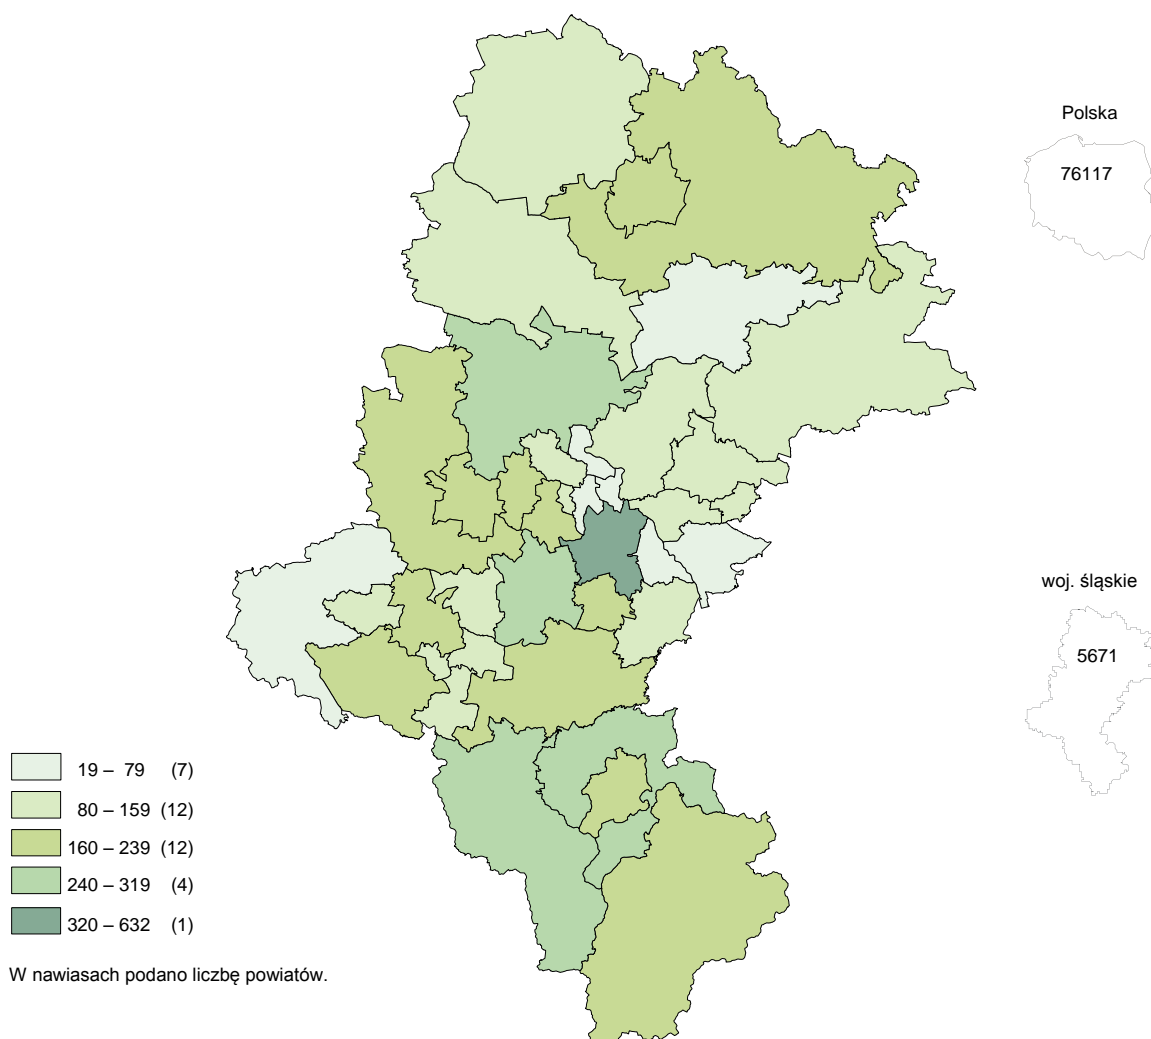 Polska
76117
woj. śląskie
5671
19 – 79 (7)
80 – 159 (12)
160 – 239 (12)
240 – 319 (4)
320 – 632 (1)
W nawiasach podano liczbę powiatów.